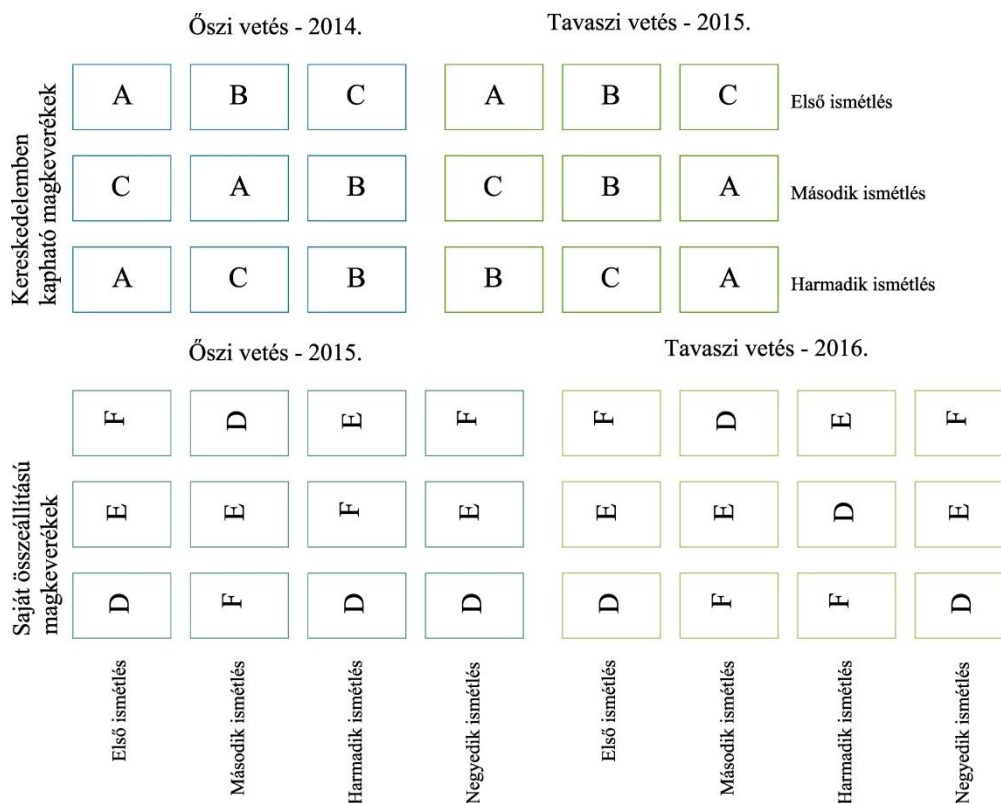 Őszi vetés - 2014.
Tavaszi vetés - 2015.
Kereskedelemben
kapható magkeverékek
A B C A B C Első ismétlés
C A B C B A Második ismétlés
A C B B C A Harmadik ismétlés
Őszi vetés - 2015.
Tavaszi vetés - 2016.
Saját összeállítású
magkeverékek
F D E F F D E F
E E F E E E D E
D F D D D F F D
Első ismétlés
Második ismétlés
Harmadik ismétlés
Negyedik ismétlés
Első ismétlés
Második ismétlés
Harmadik ismétlés
Negyedik ismétlés